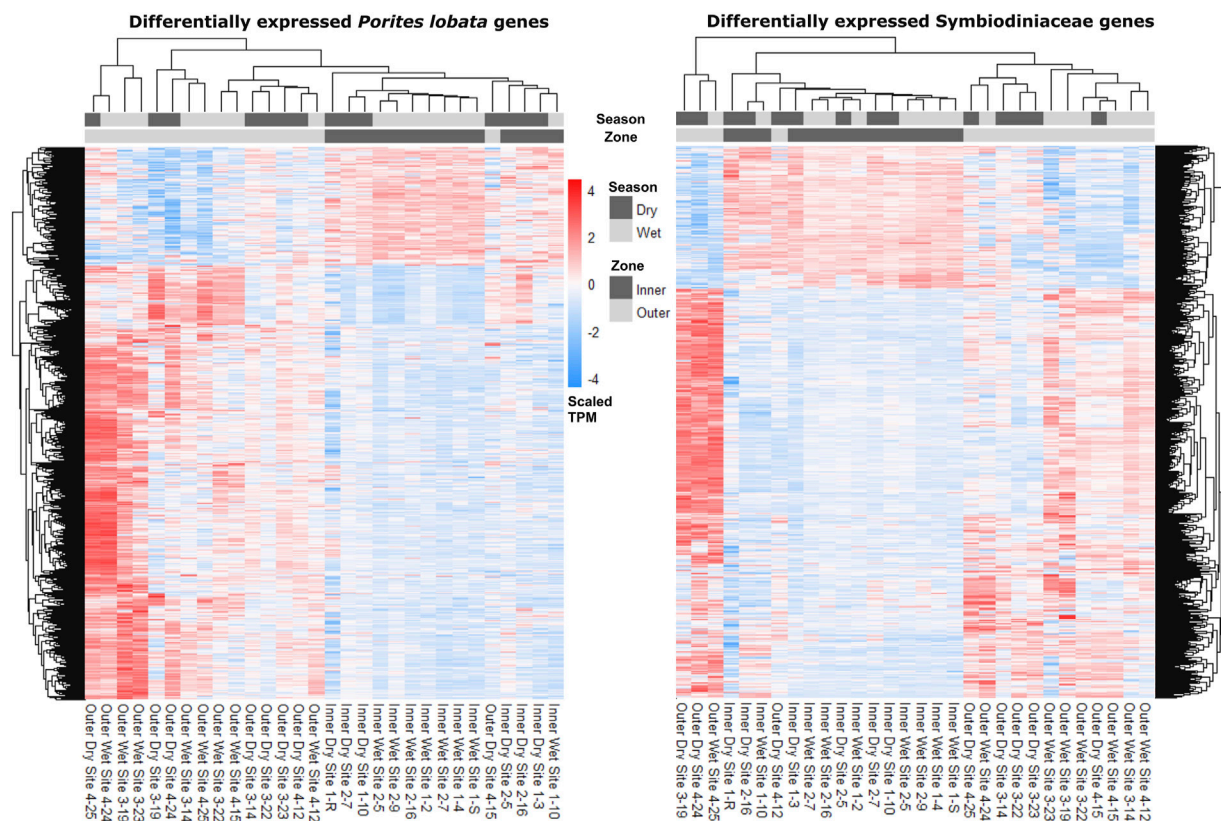 Differentially expressed Porites lobata genes
Differentially expressed Symbiodiniaceae genes
Season
Zone
Season
Dry
Wet
Zone
Inner
Outer
4
2
0
-2
-4
Scaled
TPM
Outer Dry Site 4-25
Outer Wet Site 4-24
Outer Wet Site 3-19
Outer Wet Site 3-23
Outer Dry Site 3-19
Outer Dry Site 4-24
Outer Wet Site 3-14
Outer Wet Site 4-25
Outer Wet Site 3-22
Outer Wet Site 4-15
Outer Dry Site 3-14
Outer Dry Site 3-22
Outer Dry Site 3-23
Outer Dry Site 4-12
Outer Wet Site 4-12
Inner Dry Site 1-R
Inner Dry Site 2-7
Inner Dry Site 1-10
Inner Wet Site 2-5
Inner Wet Site 2-9
Inner Wet Site 2-16
Inner Wet Site 1-2
Inner Wet Site 2-7
Inner Wet Site 1-4
Inner Wet Site 1-S
Outer Dry Site 4-15
Inner Dry Site 2-5
Inner Dry Site 2-16
Inner Dry Site 1-3
Inner Wet Site 1-10
Outer Dry Site 3-19
Outer Dry Site 4-24
Outer Wet Site 4-25
Inner Dry Site 1-R
Inner Dry Site 2-16
Inner Wet Site 1-10
Outer Dry Site 4-12
Inner Dry Site 1-3
Inner Wet Site 2-7
Inner Wet Site 2-16
Inner Dry Site 2-5
Inner Wet Site 1-2
Inner Dry Site 2-7
Inner Dry Site 1-10
Inner Wet Site 2-5
Inner Wet Site 2-9
Inner Wet Site 1-4
Inner Wet Site 1-S
Outer Dry Site 4-25
Outer Wet Site 4-24
Outer Dry Site 3-14
Outer Dry Site 3-22
Outer Dry Site 3-23
Outer Wet Site 3-23
Outer Wet Site 3-19
Outer Wet Site 4-15
Outer Dry Site 4-15
Outer Wet Site 3-22
Outer Wet Site 3-14
Outer Wet Site 4-12